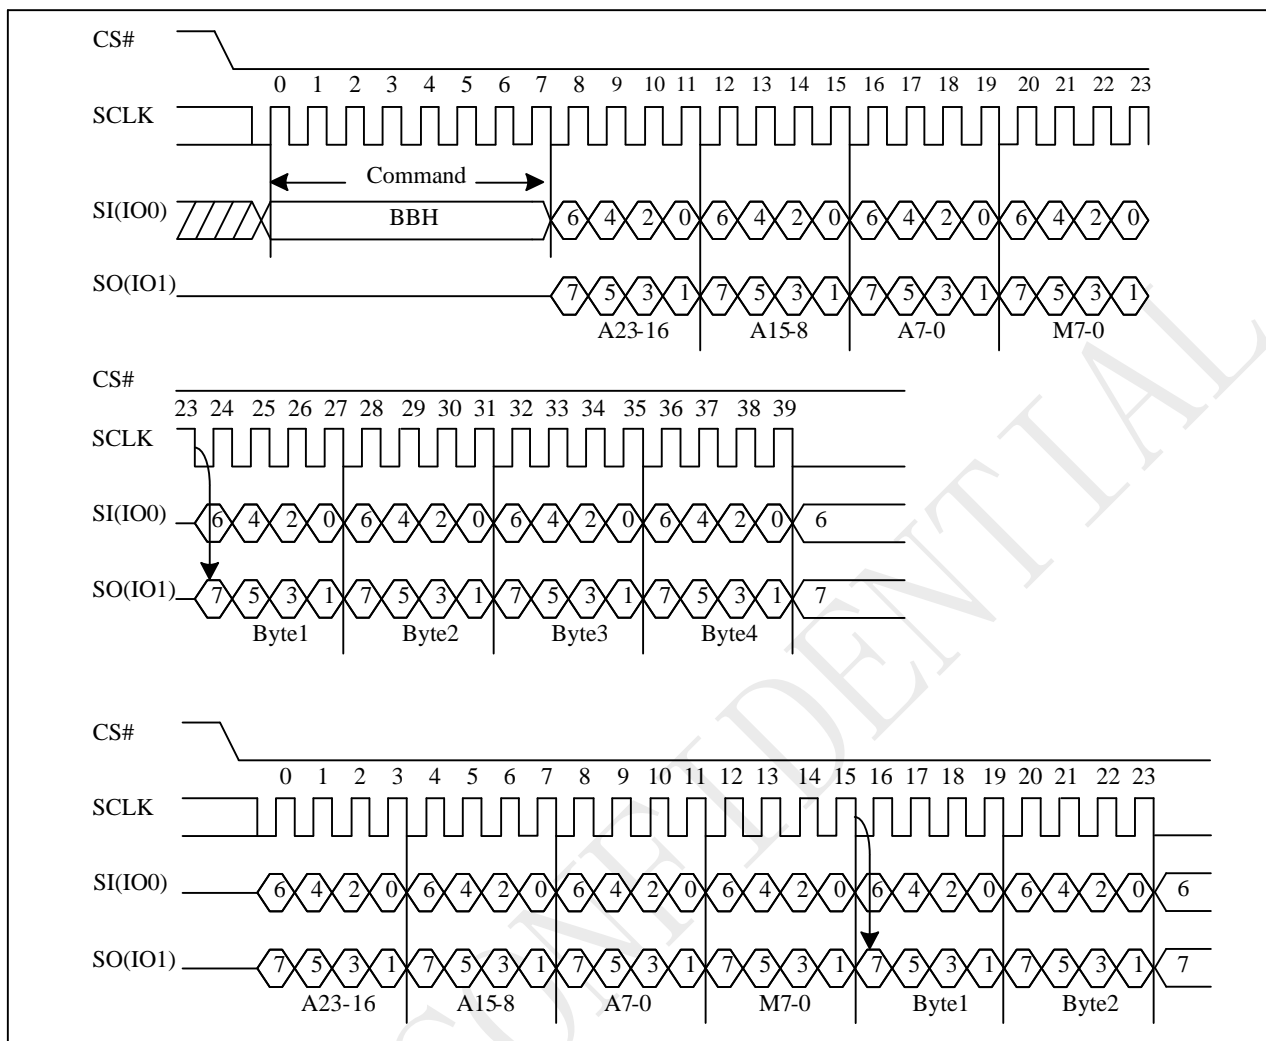 CS#
0 1 2 3 4 5 6 7 8 9 10 11 12 13 14 15 16 17 18 19 20 21 22 23
SCLK
Command
SI(IO0) BBH 6 4 2 0 6 4 2 0 6 4 2 0 6 4 2 0
SO(IO1) 7 5 3 1 7 5 3 1 7 5 3 1 7 5 3 1
A23-16 A15-8 A7-0 M7-0
CS#
23 24 25 26 27 28 29 30 31 32 33 34 35 36 37 38 39
SCLK
SI(IO0) 6 4 2 0 6 4 2 0 6 4 2 0 6 4 2 0 6
SO(IO1) 7 5 3 1 7 5 3 1 7 5 3 1 7 5 3 1 7
Byte1 Byte2 Byte3 Byte4
CS#
0 1 2 3 4 5 6 7 8 9 10 11 12 13 14 15 16 17 18 19 20 21 22 23
SCLK
SI(IO0) 6 4 2 0 6 4 2 0 6 4 2 0 6 4 2 0 6 4 2 0 6 4 2 0 6
SO(IO1) 7 5 3 1 7 5 3 1 7 5 3 1 7 5 3 1 7 5 3 1 7 5 3 1 7
A23-16 A15-8 A7-0 M7-0 Byte1 Byte2
CONFIDENTIAL